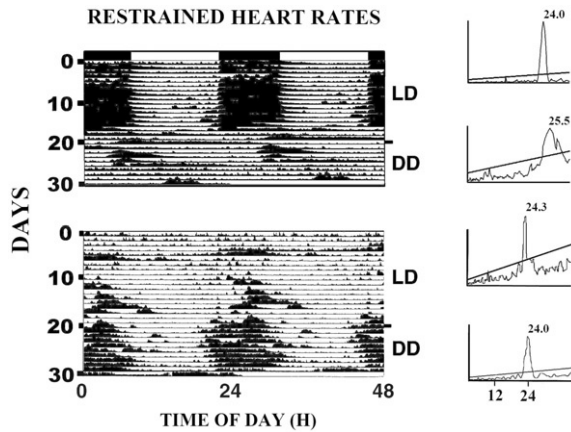 RESTRAINED HEART RATES
DAYS
0
10
20
30
LD
DD
0
10
20
30
LD
DD
0 24 48
TIME OF DAY (H)
24.0
25.5
24.3
24.0
12 24